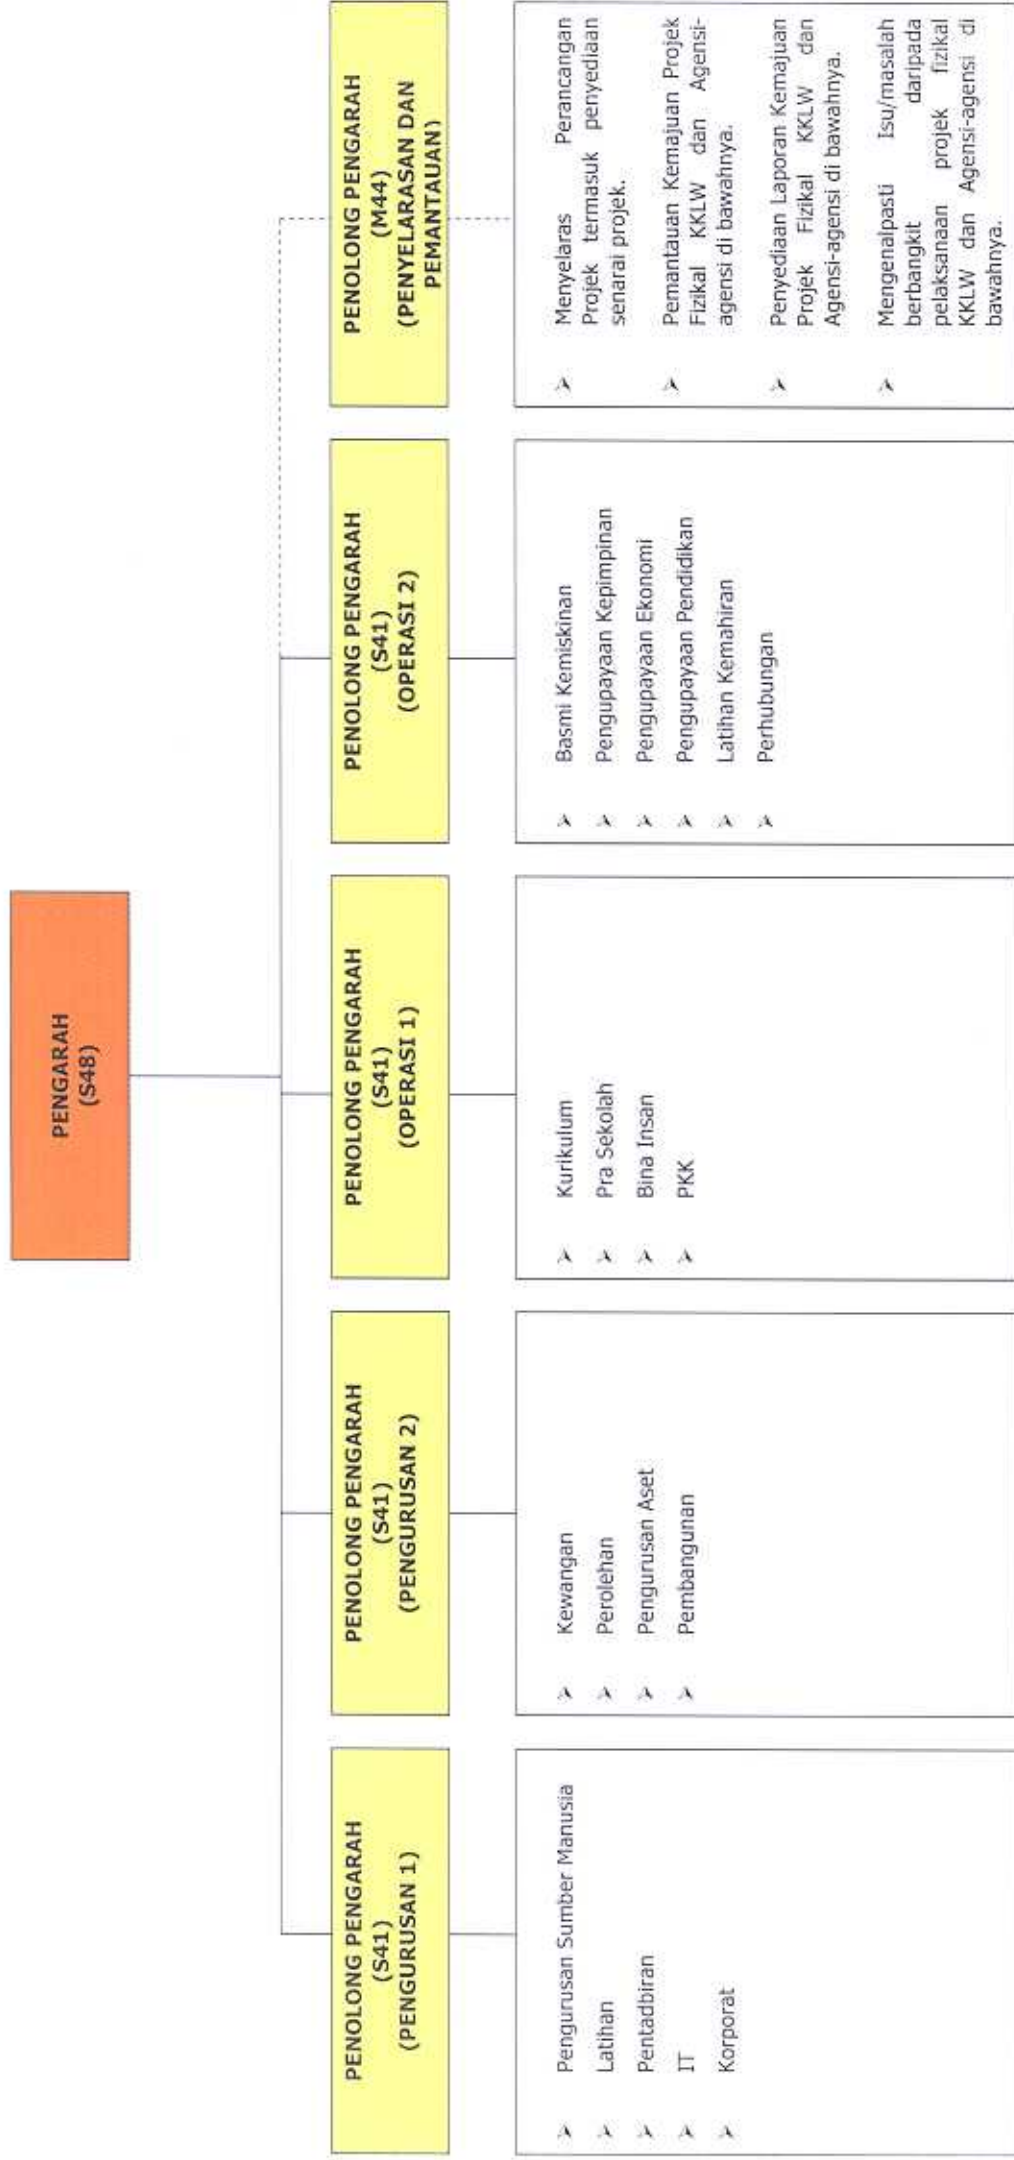 PENGARAH
(S48)
PENOLONG PENGARAH
(S41)
(PENGURUSAN 1)
➢ Pengurusan Sumber Manusia
➢ Latihan
➢ Pentadbiran
➢ IT
➢ Korporat
PENOLONG PENGARAH
(S41)
(PENGURUSAN 2)
➢ Kewangan
➢ Perolehan
➢ Pengurusan Aset
➢ Pembangunan
PENOLONG PENGARAH
(S41)
(OPERASI 1)
➢ Kurikulum
➢ Pra Sekolah
➢ Bina Insan
➢ PKK
PENOLONG PENGARAH
(S41)
(OPERASI 2)
➢ Basmi Kemiskinan
➢ Pengupayaan Kepimpinan
➢ Pengupayaan Ekonomi
➢ Pengupayaan Pendidikan
➢ Latihan Kemahiran
➢ Perhubungan
PENOLONG PENGARAH
(M44)
(PENYELARASAN DAN
PEMANTAUAN)
➢ Menyelaras Perancangan
Projek termasuk penyediaan
senarai projek.
➢ Pemantauan Kemajuan Projek
Fizikal KKLW dan Agensi-
agensi di bawahnya.
➢ Penyediaan Laporan Kemajuan
Projek Fizikal KKLW dan
Agensi-agensi di bawahnya.
➢ Mengenalpasti Isu/masalah
berbangkit daripada
pelaksanaan projek fizikal
KKLW dan Agensi-agensi di
bawahnya.